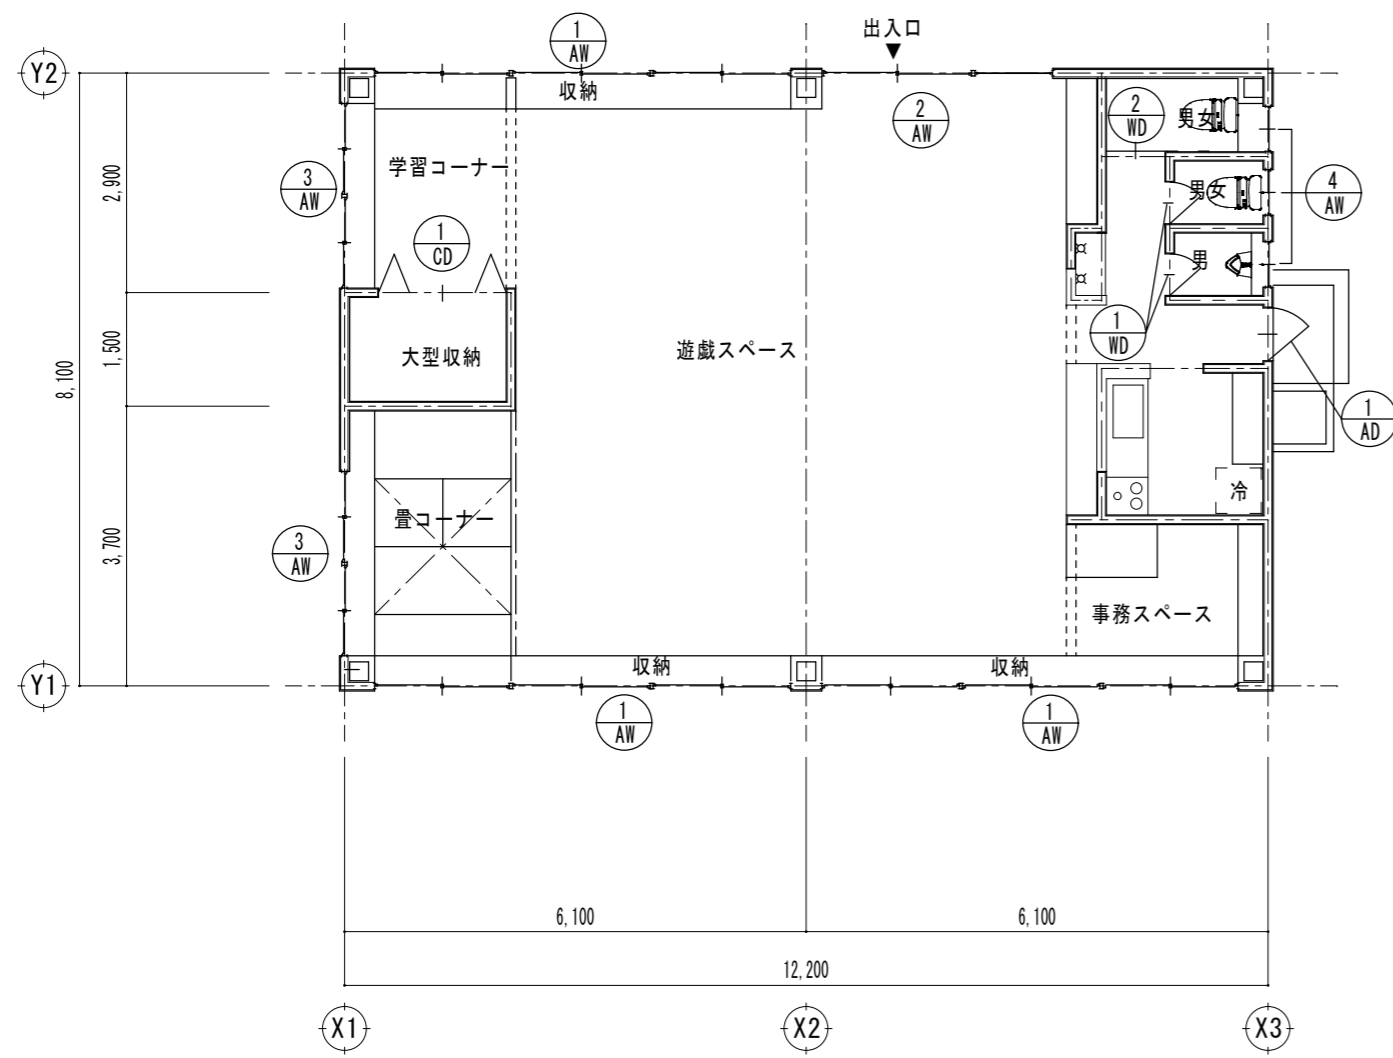 出入口
1
AW
Y2
収納
2
AW
2
WD
男女
学習コーナー
3
AW
2,900
男女
4
AW
1
CD
男
1
WD
遊戯スペース
大型収納
1,500
8,100
1
AD
冷
畳コーナー
3
AW
3,700
事務スペース
収納
収納
Y1
1
AW
1
AW
6,100
6,100
12,200
X1
X2
X3